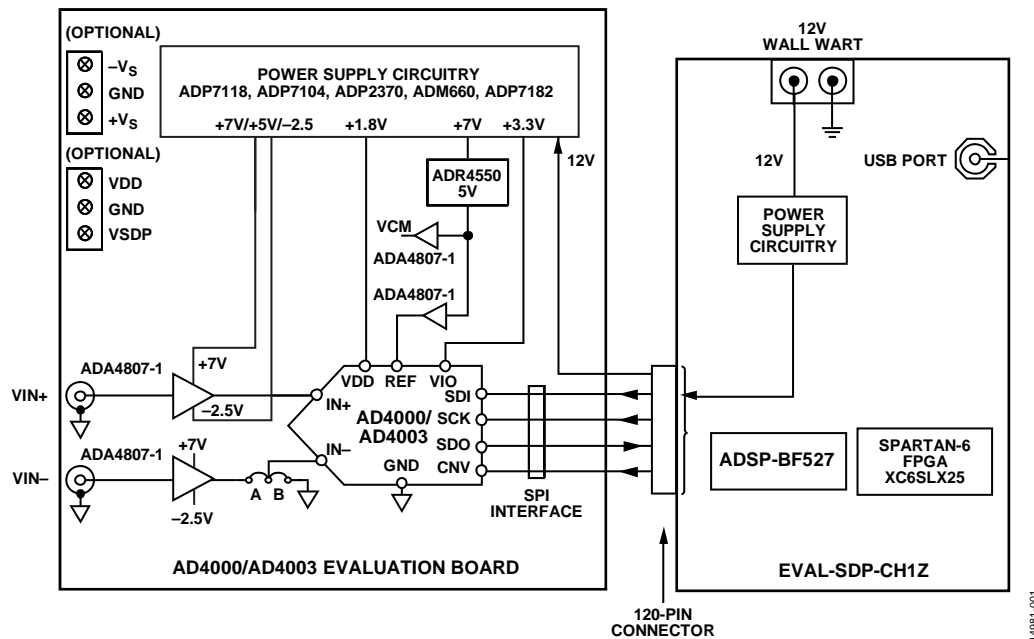 (OPTIONAL)
–VS
GND
+VS
(OPTIONAL)
VDD
GND
VSDP
POWER SUPPLY CIRCUITRY
ADP7118, ADP7104, ADP2370, ADM660, ADP7182
+7V/+5V/–2.5
+1.8V
+7V
+3.3V
12V
ADR4550
5V
VCM
ADA4807-1
ADA4807-1
VIN+
ADA4807-1
+7V
–2.5V
VIN–
ADA4807-1
+7V
–2.5V
A
B
IN+
IN–
VDD
REF
VIO
SDI
SCK
SDO
CNV
GND
AD4000/
AD4003
SPI
INTERFACE
AD4000/AD4003 EVALUATION BOARD
12V
WALL WART
12V
USB PORT
POWER
SUPPLY
CIRCUITRY
ADSP-BF527
SPARTAN-6
FPGA
XC6SLX25
EVAL-SDP-CH1Z
120-PIN
CONNECTOR